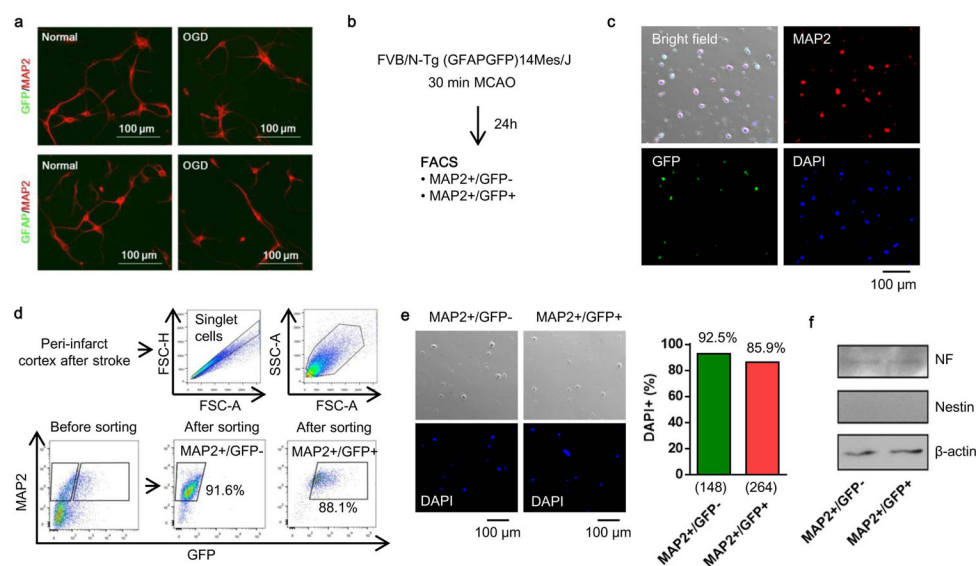 a
Normal
OGD
GFP/MAP2
100 µm
100 µm
Normal
OGD
GFAP/MAP2
100 µm
100 µm
b
FVB/N-Tg (GFAPGFP)14Mes/J
30 min MCAO
24h
FACS
• MAP2+/GFP-
• MAP2+/GFP+
c
Bright field
MAP2
GFP
DAPI
100 µm
d
Peri-infarct
cortex after stroke
FSC-H
Singlet
cells
FSC-A
SSC-A
FSC-A
Before sorting
After sorting
After sorting
MAP2+/GFP-
MAP2+/GFP+
91.6%
88.1%
MAP2
GFP
e
MAP2+/GFP-
MAP2+/GFP+
DAPI
DAPI
100 µm
100 µm
DAPI+ (%)
100
80
60
40
20
0
92.5%
85.9%
(148)
(264)
MAP2+/GFP-
MAP2+/GFP+
f
NF
Nestin
β-actin
MAP2+/GFP-
MAP2+/GFP+